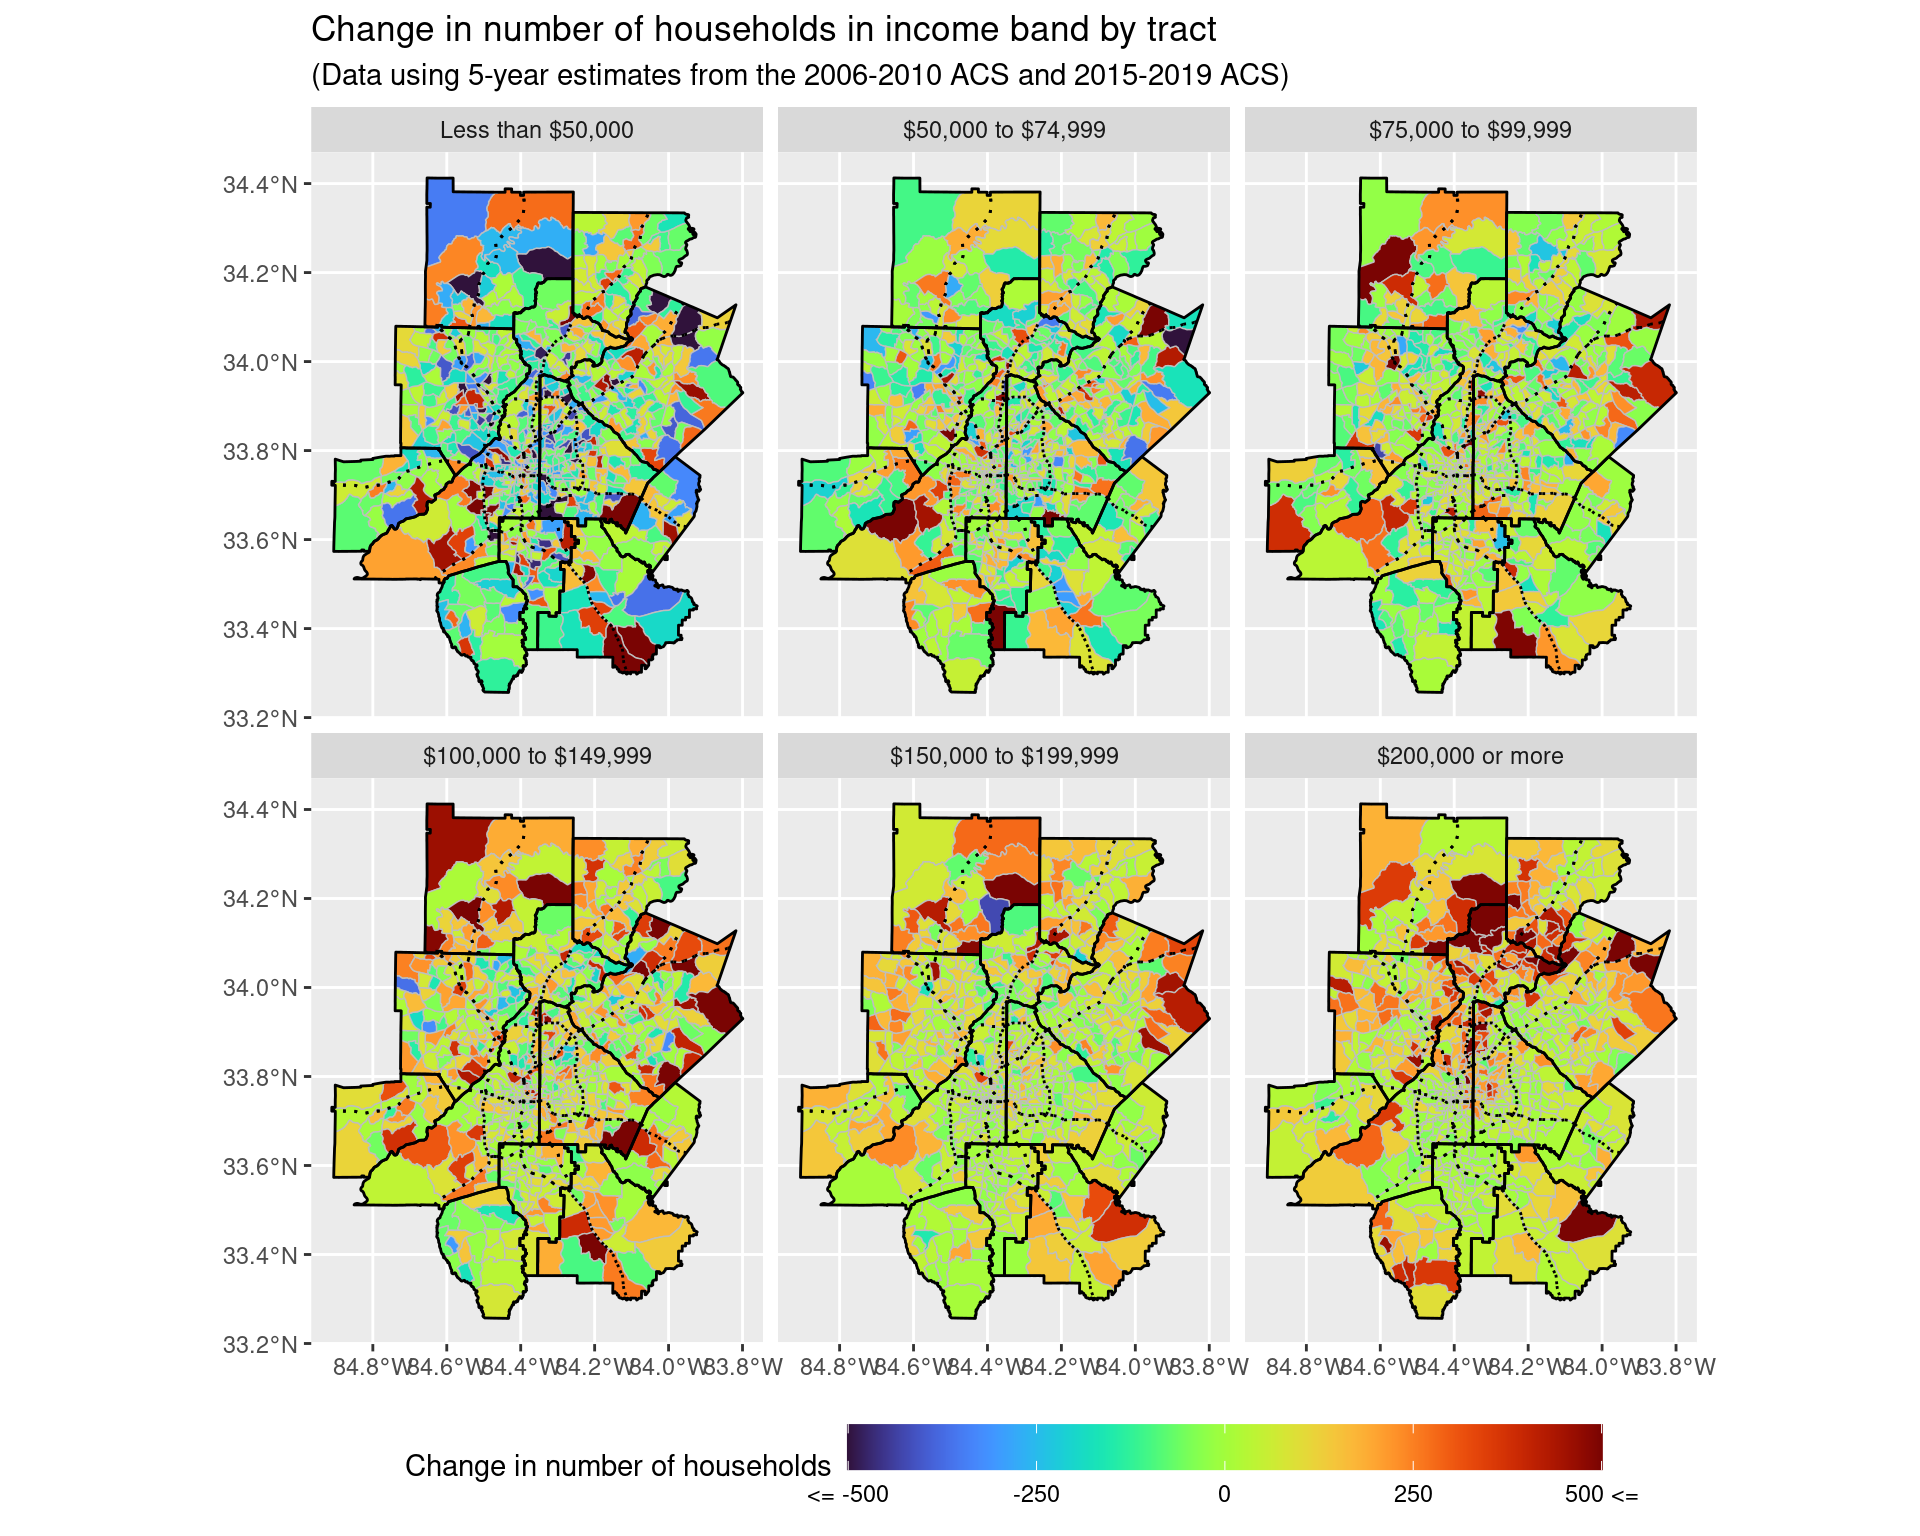 Change in number of households in income band by tract
(Data using 5-year estimates from the 2006-2010 ACS and 2015-2019 ACS)
Less than $50,000
$50,000 to $74,999
$75,000 to $99,999
34.4°N
34.2°N
34.0°N
33.8°N
33.6°N
33.4°N
33.2°N
$100,000 to $149,999
$150,000 to $199,999
$200,000 or more
34.4°N
34.2°N
34.0°N
33.8°N
33.6°N
33.4°N
33.2°N
84.8°W 84.6°W 84.4°W 84.2°W 84.0°W 83.8°W 84.8°W 84.6°W 84.4°W 84.2°W 84.0°W 83.8°W 84.8°W 84.6°W 84.4°W 84.2°W 84.0°W 83.8°W
Change in number of households
<= -500 -250 0 250 500 <=